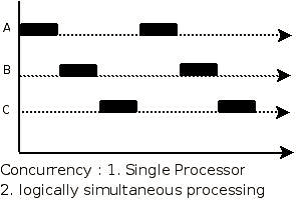 A
B
C
Concurrency : 1. Single Processor
2. logically simultaneous processing